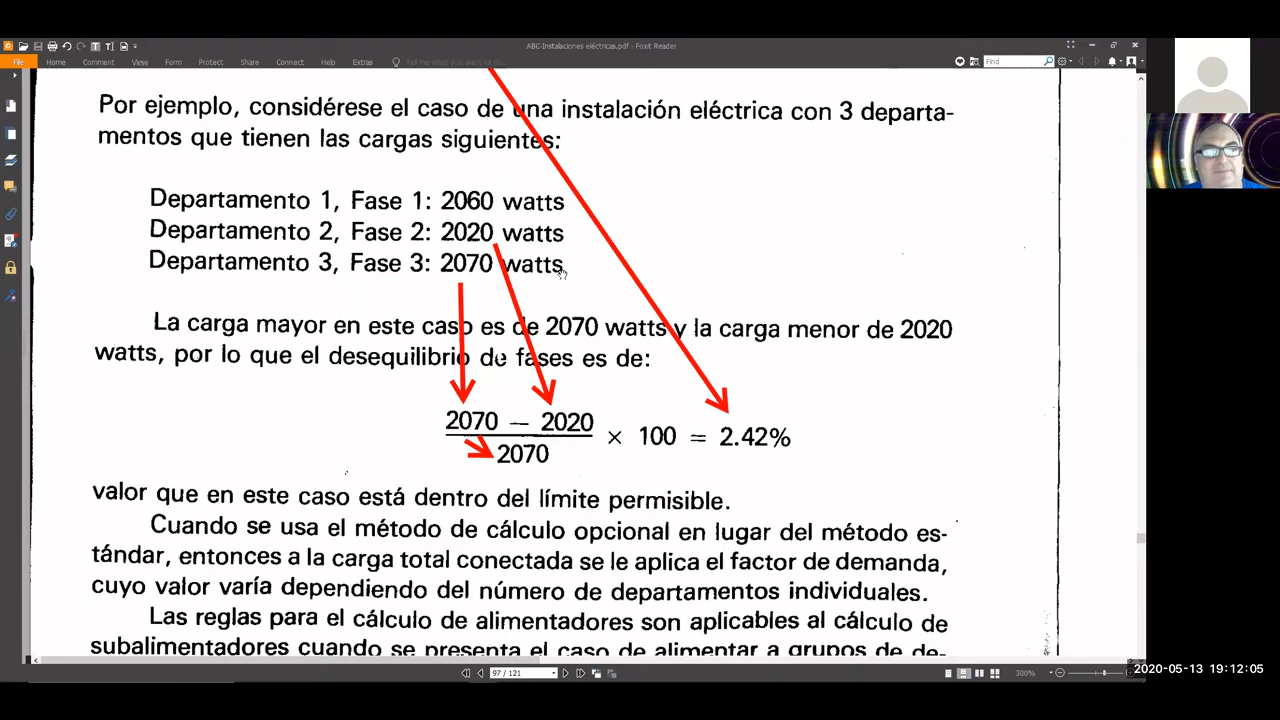 ABC-Instalaciones eléctricas.pdf - Foxit Reader
File Home Comment View Form Protect Share Connect Help Extras Tell me what you want to do... Find
Por ejemplo, considérese el caso de una instalación eléctrica con 3 departa-
mentos que tienen las cargas siguientes:
Departamento 1, Fase 1: 2060 watts
Departamento 2, Fase 2: 2020 watts
Departamento 3, Fase 3: 2070 watts
La carga mayor en este caso es de 2070 watts y la carga menor de 2020
watts, por lo que el desequilibrio de fases es de:
2070 — 2020
2070
× 100 = 2.42%
valor que en este caso está dentro del límite permisible.
Cuando se usa el método de cálculo opcional en lugar del método es-
tándar, entonces a la carga total conectada se le aplica el factor de demanda,
cuyo valor varía dependiendo del número de departamentos individuales.
Las reglas para el cálculo de alimentadores son aplicables al cálculo de
subalimentadores cuando se presenta el caso de alimentar a grupos de de-
97 / 121
300%
2020-05-13 19:12:05